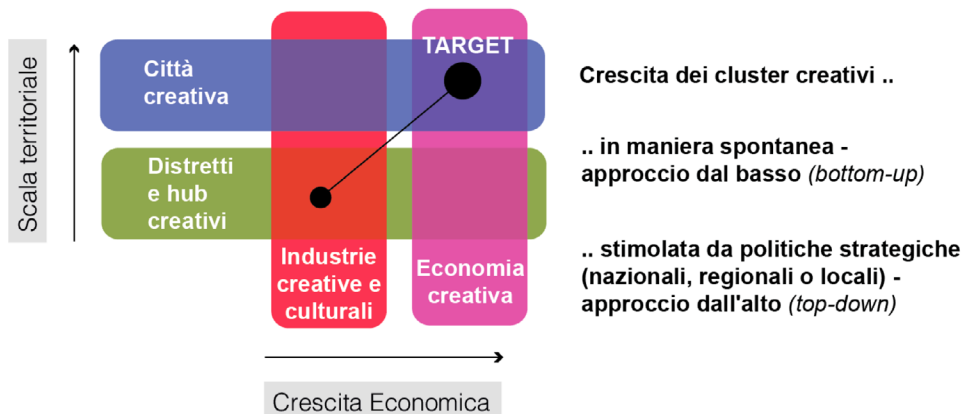 TARGET
Città
creativa
Distretti
e hub
creativi
Industrie
creative e
culturali
Economia
creativa
Scala territoriale
Crescita Economica
Crescita dei cluster creativi ..
.. in maniera spontanea -
approccio dal basso (bottom-up)
.. stimolata da politiche strategiche
(nazionali, regionali o locali) -
approccio dall'alto (top-down)